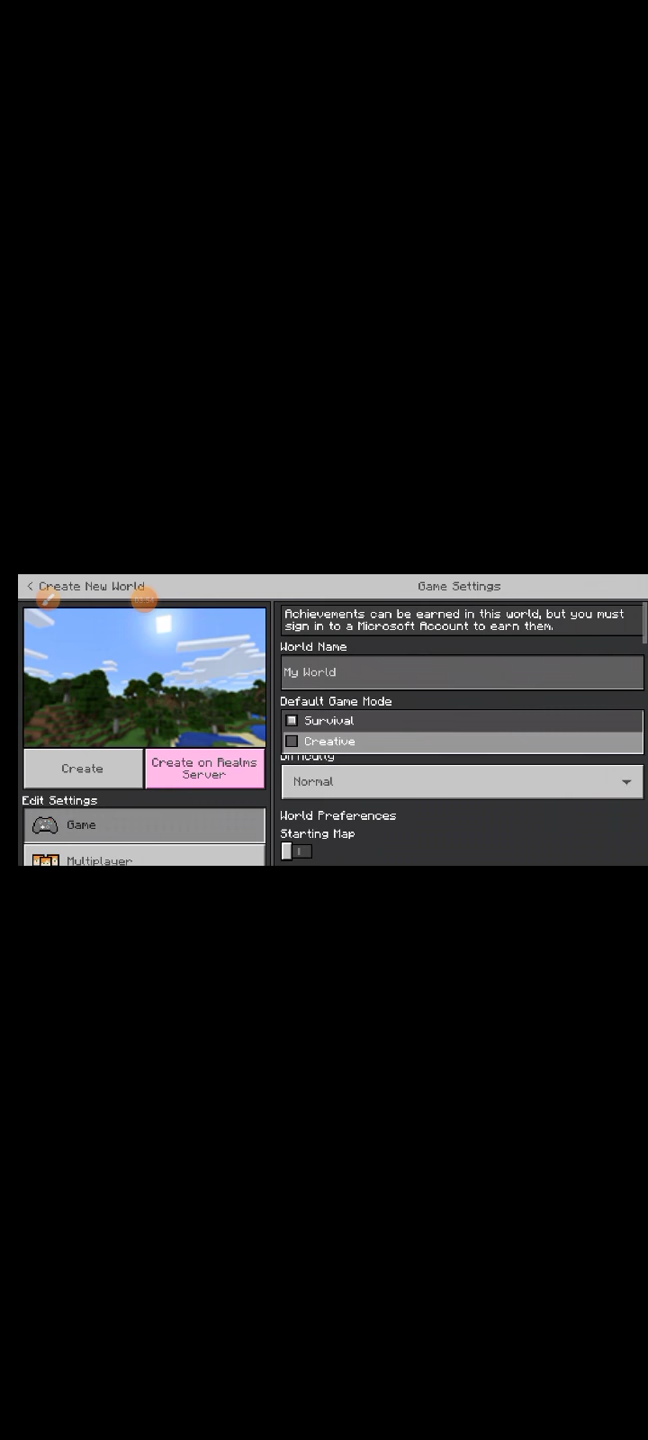 < Create New World
Game Settings
Create
Create on Realms
Server
Edit Settings
Game
Multiplayer
Achievements can be earned in this world, but you must
sign in to a Microsoft Account to earn them.
World Name
My World
Default Game Mode
Survival
Creative
Difficulty
Normal
World Preferences
Starting Map